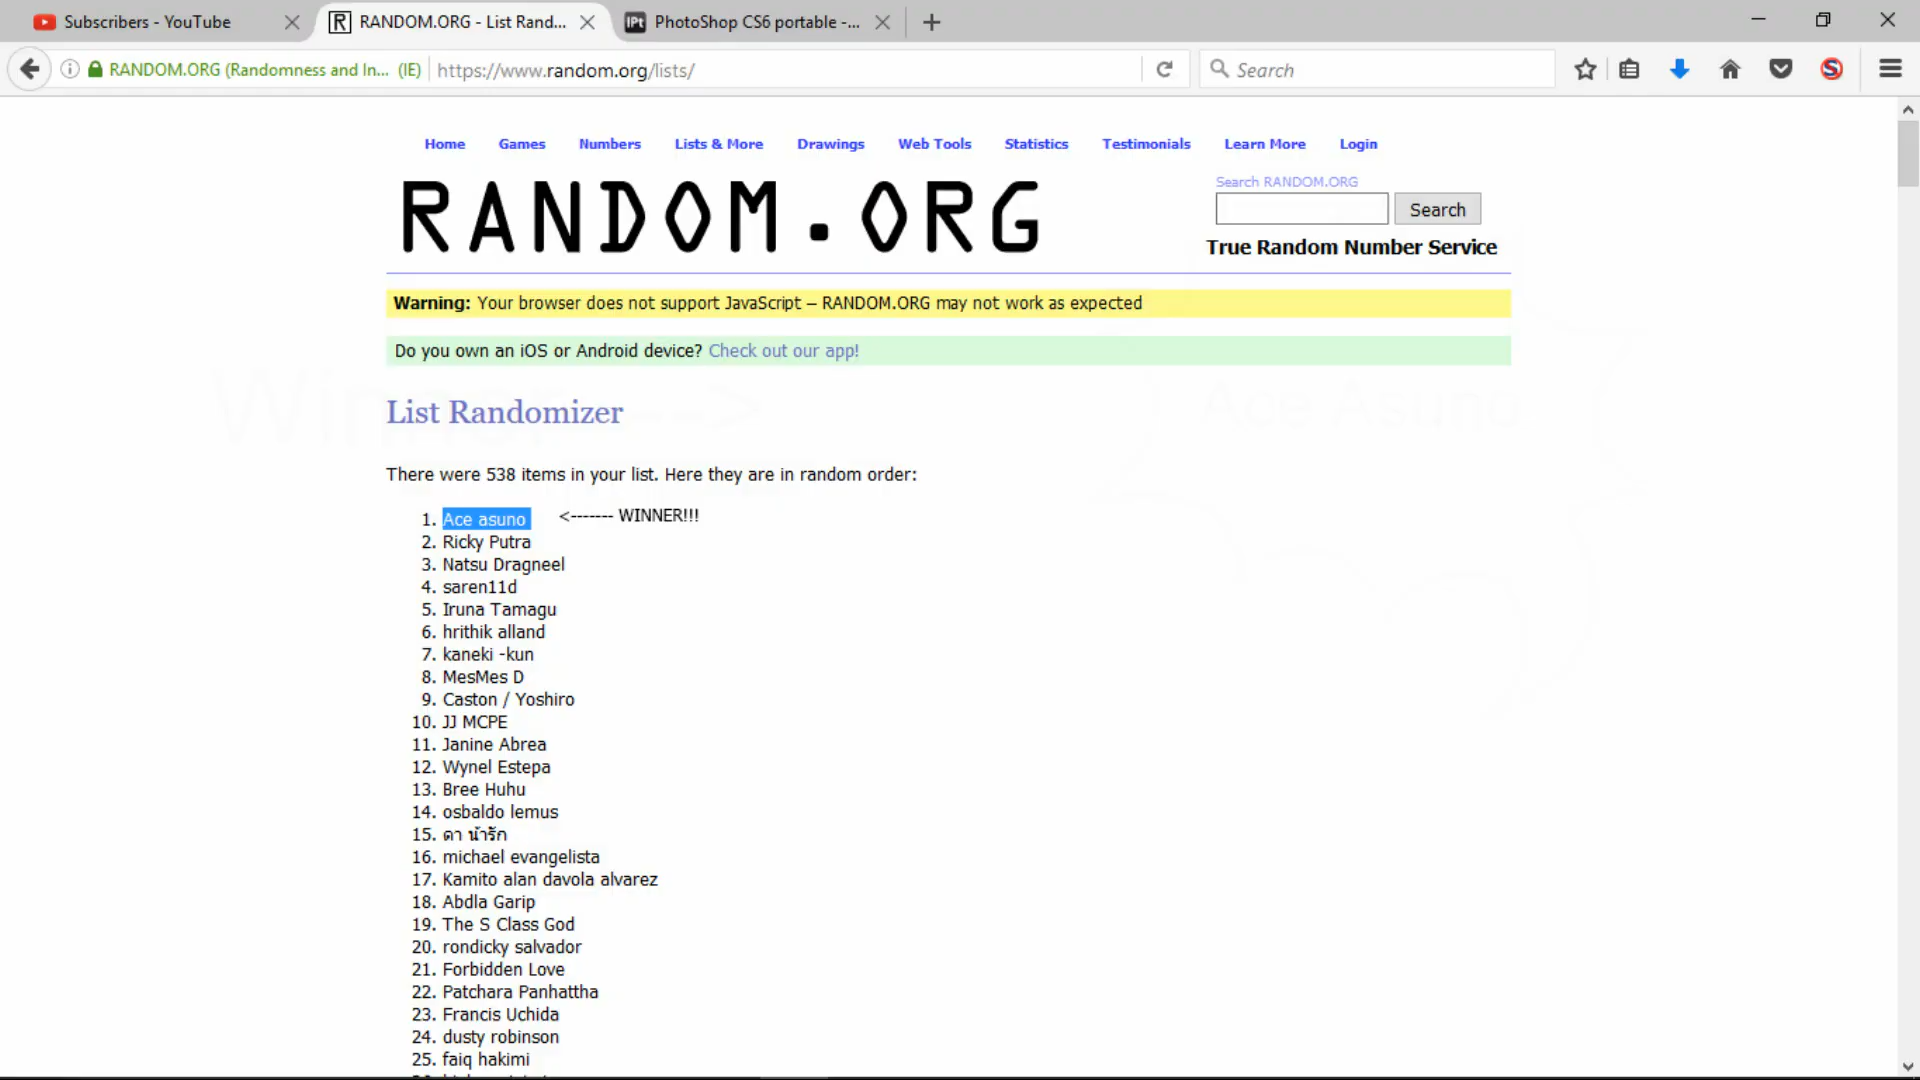 Subscribers - YouTube
RANDOM.ORG - List Rand...
PhotoShop CS6 portable -...
RANDOM.ORG (Randomness and In... (IE)
https://www.random.org/lists/
Search
Home Games Numbers Lists & More Drawings Web Tools Statistics Testimonials Learn More Login
RANDOM.ORG
Search RANDOM.ORG
Search
True Random Number Service
Warning: Your browser does not support JavaScript – RANDOM.ORG may not work as expected
Do you own an iOS or Android device? Check out our app!
Winner -->
Ace Asuno
List Randomizer
There were 538 items in your list. Here they are in random order:
1. Ace asuno <------- WINNER!!!
2. Ricky Putra
3. Natsu Dragneel
4. saren11d
5. Iruna Tamagu
6. hrithik alland
7. kaneki -kun
8. MesMes D
9. Caston / Yoshiro
10. JJ MCPE
11. Janine Abrea
12. Wynel Estepa
13. Bree Huhu
14. osbaldo lemus
15. ดา น้ารัก
16. michael evangelista
17. Kamito alan davola alvarez
18. Abdla Garip
19. The S Class God
20. rondicky salvador
21. Forbidden Love
22. Patchara Panhattha
23. Francis Uchida
24. dusty robinson
25. faiq hakimi